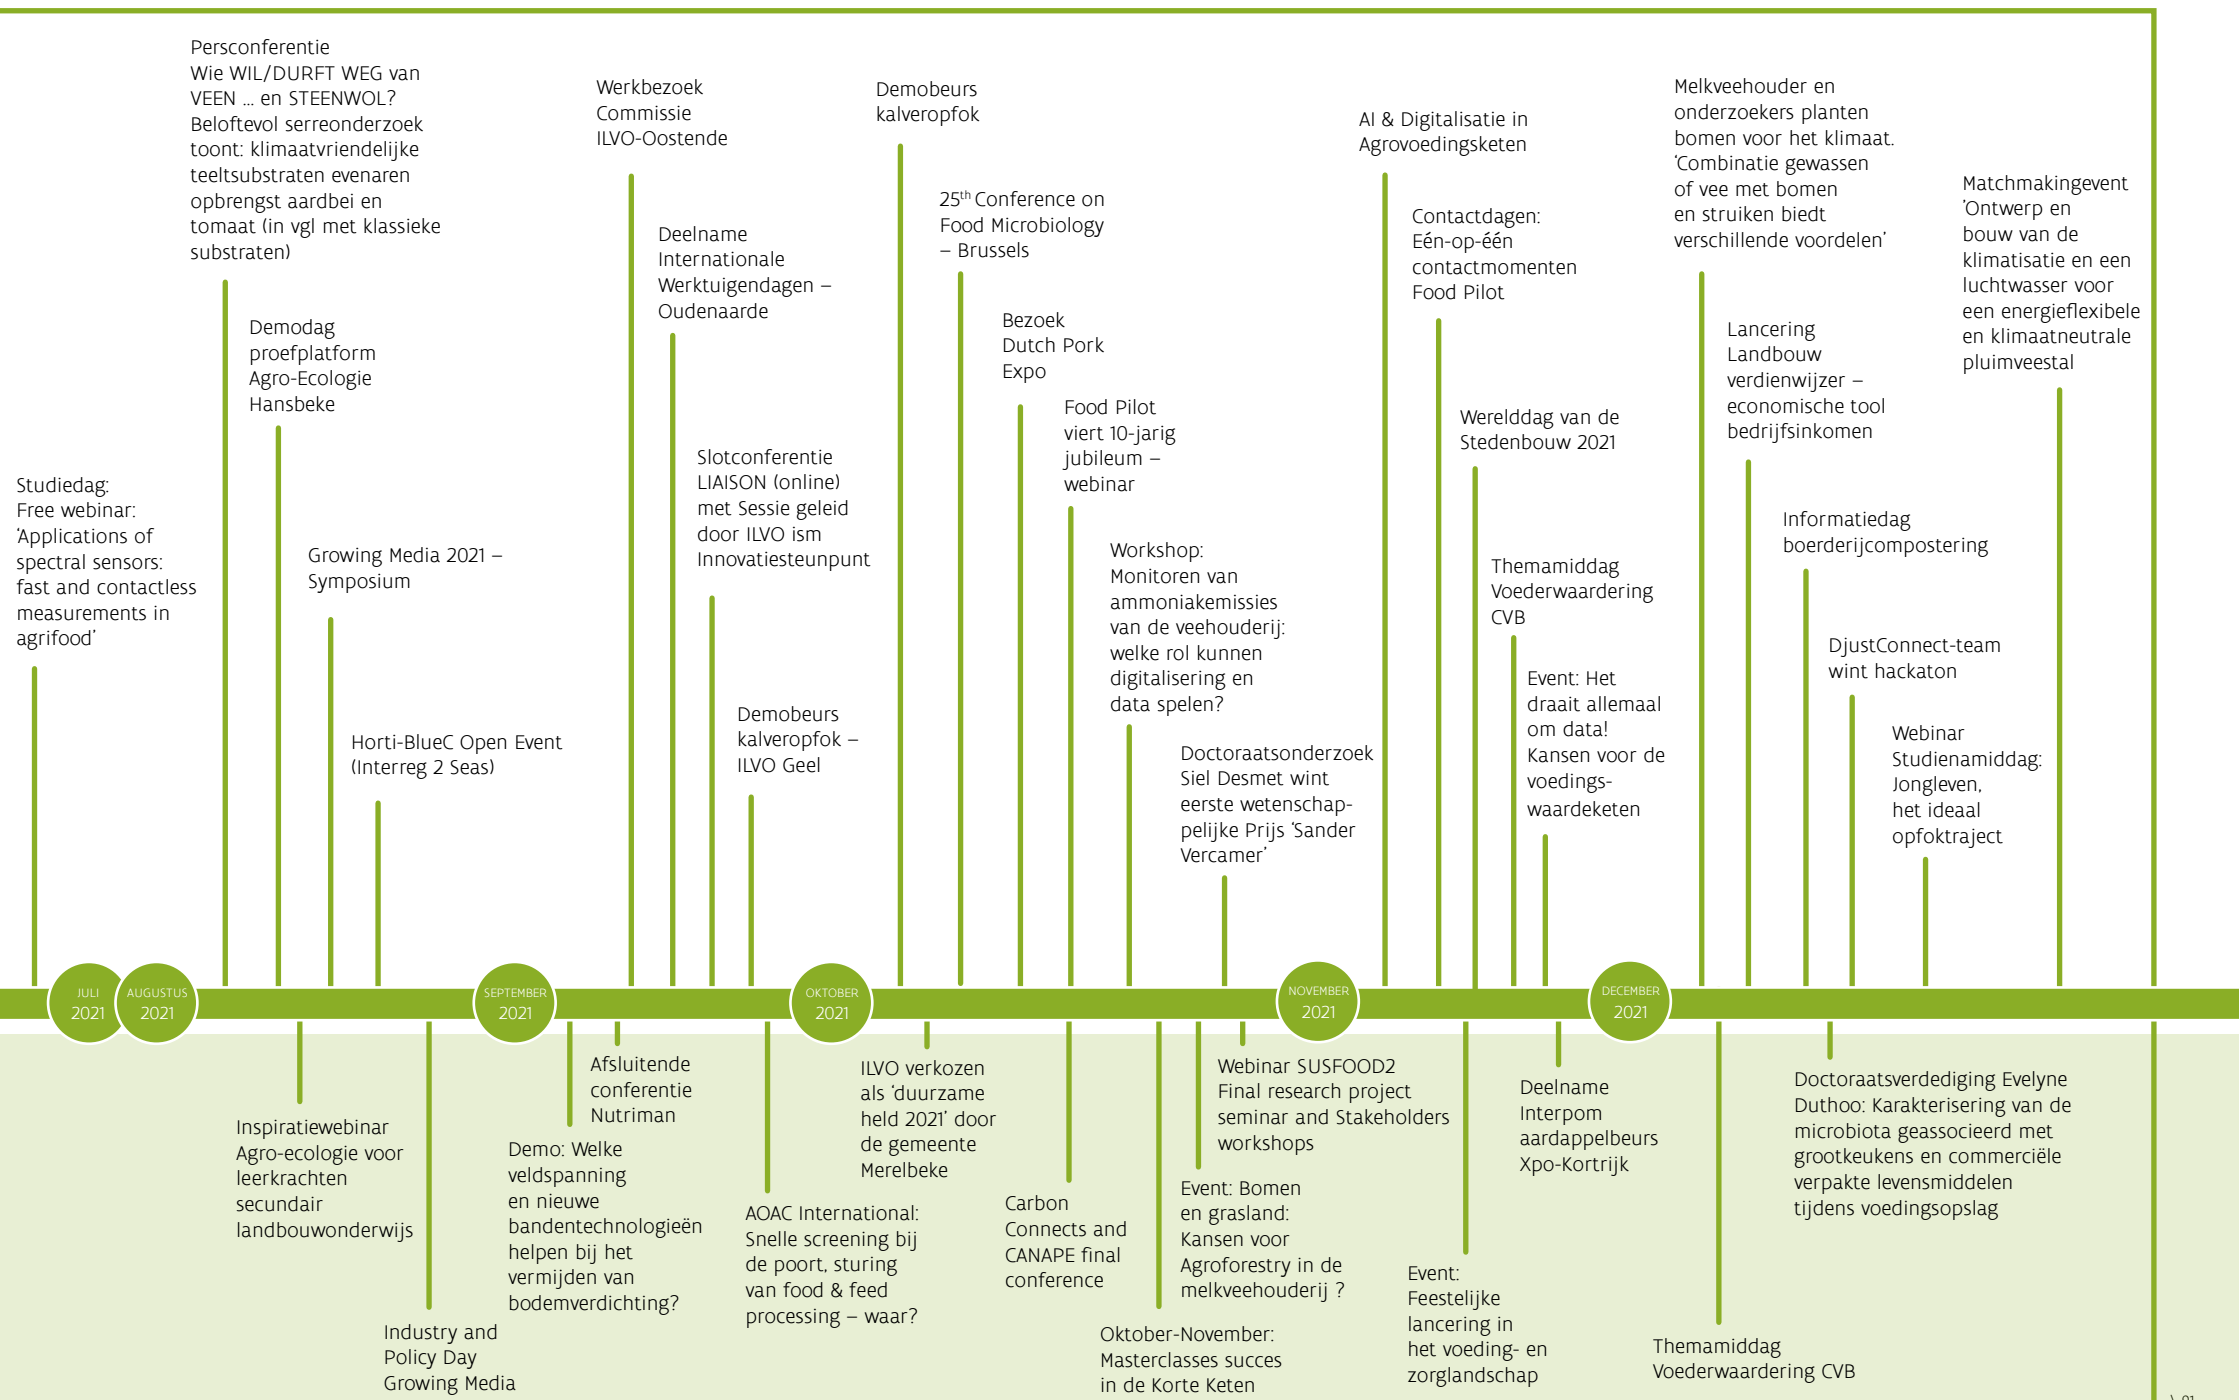 Persconferentie
Wie WIL/DURFT WEG van
VEEN ... en STEENWOL?
Beloftevol serreonderzoek
toont: klimaatvriendelijke
teeltsubstraten evenaren
opbrengst aardbei en
tomaat (in vgl met klassieke
substraten)
Werkbezoek
Commissie
ILVO-Oostende
Demobeurs
kalveropfok
AI & Digitalisatie in
Agrovoedingsketen
Melkveehouder en
onderzoekers planten
bomen voor het klimaat.
‘Combinatie gewassen
of vee met bomen
en struiken biedt
verschillende voordelen’
Matchmakingevent
‘Ontwerp en
bouw van de
klimatisatie en een
luchtwasser voor
een energieflexibele
en klimaatneutrale
pluimveestal
25th Conference on
Food Microbiology
– Brussels
Contactdagen:
Eén-op-één
contactmomenten
Food Pilot
Deelname
Internationale
Werktuigendagen –
Oudenaarde
Demodag
proefplatform
Agro-Ecologie
Hansbeke
Bezoek
Dutch Pork
Expo
Lancering
Landbouw
verdienwijzer –
economische tool
bedrijfsinkomen
Food Pilot
viert 10-jarig
jubileum –
webinar
Werelddag van de
Stedenbouw 2021
Slotconferentie
LIAISON (online)
met Sessie geleid
door ILVO ism
Innovatiesteunpunt
Studiedag:
Free webinar:
‘Applications of
spectral sensors:
fast and contactless
measurements in
agrifood’
Growing Media 2021 –
Symposium
Workshop:
Monitoren van
ammoniakemissies
van de veehouderij:
welke rol kunnen
digitalisering en
data spelen?
Themamiddag
Voederwaardering
CVB
Informatiedag
boerderijcompostering
DjustConnect-team
wint hackaton
Event: Het
draait allemaal
om data!
Kansen voor de
voedings-
waardeketen
Demobeurs
kalveropfok –
ILVO Geel
Horti-BlueC Open Event
(Interreg 2 Seas)
Doctoraatsonderzoek
Siel Desmet wint
eerste wetenschap-
pelijke Prijs ‘Sander
Vercamer’
Webinar
Studienamiddag:
Jongleven,
het ideaal
opfoktraject
JULI
2021
AUGUSTUS
2021
SEPTEMBER
2021
OKTOBER
2021
NOVEMBER
2021
DECEMBER
2021
Inspiratiewebinar
Agro-ecologie voor
leerkrachten
secundair
landbouwonderwijs
Industry and
Policy Day
Growing Media
Afsluitende
conferentie
Nutriman
Demo: Welke
veldspanning
en nieuwe
bandentechnologieën
helpen bij het
vermijden van
bodemverdichting?
AOAC International:
Snelle screening bij
de poort, sturing
van food & feed
processing – waar?
ILVO verkozen
als ‘duurzame
held 2021’ door
de gemeente
Merelbeke
Carbon
Connects and
CANAPE final
conference
Oktober-November:
Masterclasses succes
in de Korte Keten
Event: Bomen
en grasland:
Kansen voor
Agroforestry in de
melkveehouderij ?
Webinar SUSFOOD2
Final research project
seminar and Stakeholders
workshops
Event:
Feestelijke
lancering in
het voeding- en
zorglandschap
Deelname
Interpom
aardappelbeurs
Xpo-Kortrijk
Themamiddag
Voederwaardering CVB
Doctoraatsverdediging Evelyne
Duthoo: Karakterisering van de
microbiota geassocieerd met
grootkeukens en commerciële
verpakte levensmiddelen
tijdens voedingsopslag